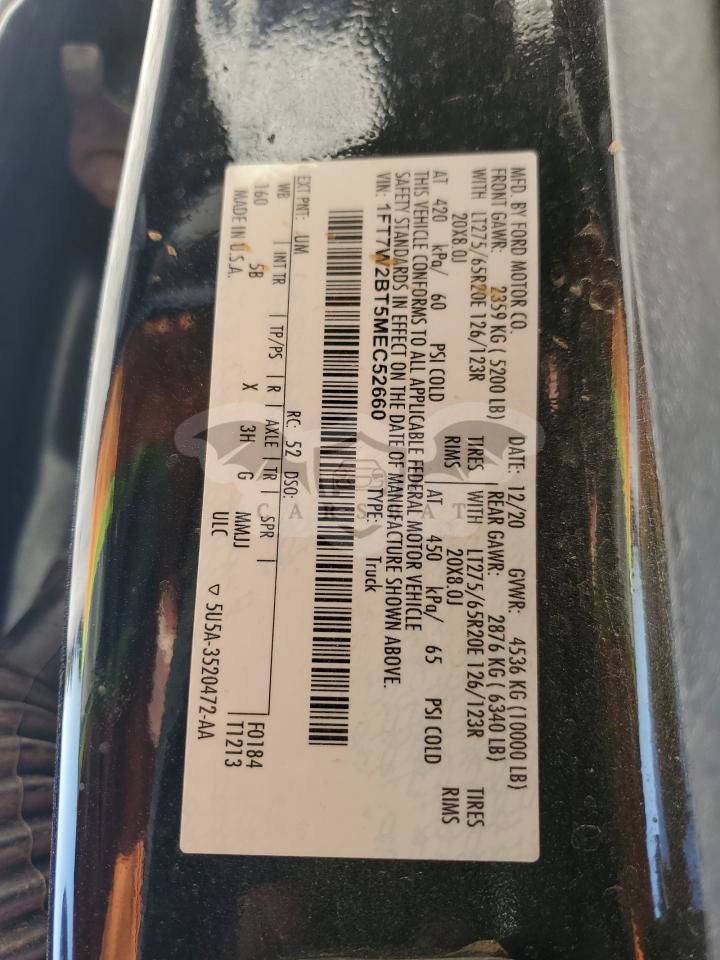 MFD. BY FORD MOTOR CO.
DATE: 12/20 GVWR: 4536 KG (10000 LB)
FRONT GAWR: 2359 KG ( 5200 LB) REAR GAWR: 2876 KG ( 6340 LB)
WITH LT275/65R20E 126/123R TIRES WITH LT275/65R20E 126/123R TIRES
20X8.0J RIMS 20X8.0J RIMS
AT 420 kPa/ 60 PSI COLD AT 450 kPa/ 65 PSI COLD
THIS VEHICLE CONFORMS TO ALL APPLICABLE FEDERAL MOTOR VEHICLE
SAFETY STANDARDS IN EFFECT ON THE DATE OF MANUFACTURE SHOWN ABOVE.
VIN: 1FT7W2BT5MEC52660 TYPE: Truck
EXT PNT: UM RC: 52 DSO:
WB INT TR TP/PS R AXLE TR SPR
160 5B X 3H G MMJJ F0184
MADE IN U.S.A. ULC T1213
▽ 5U5A-3520472-AA
CARSBAT